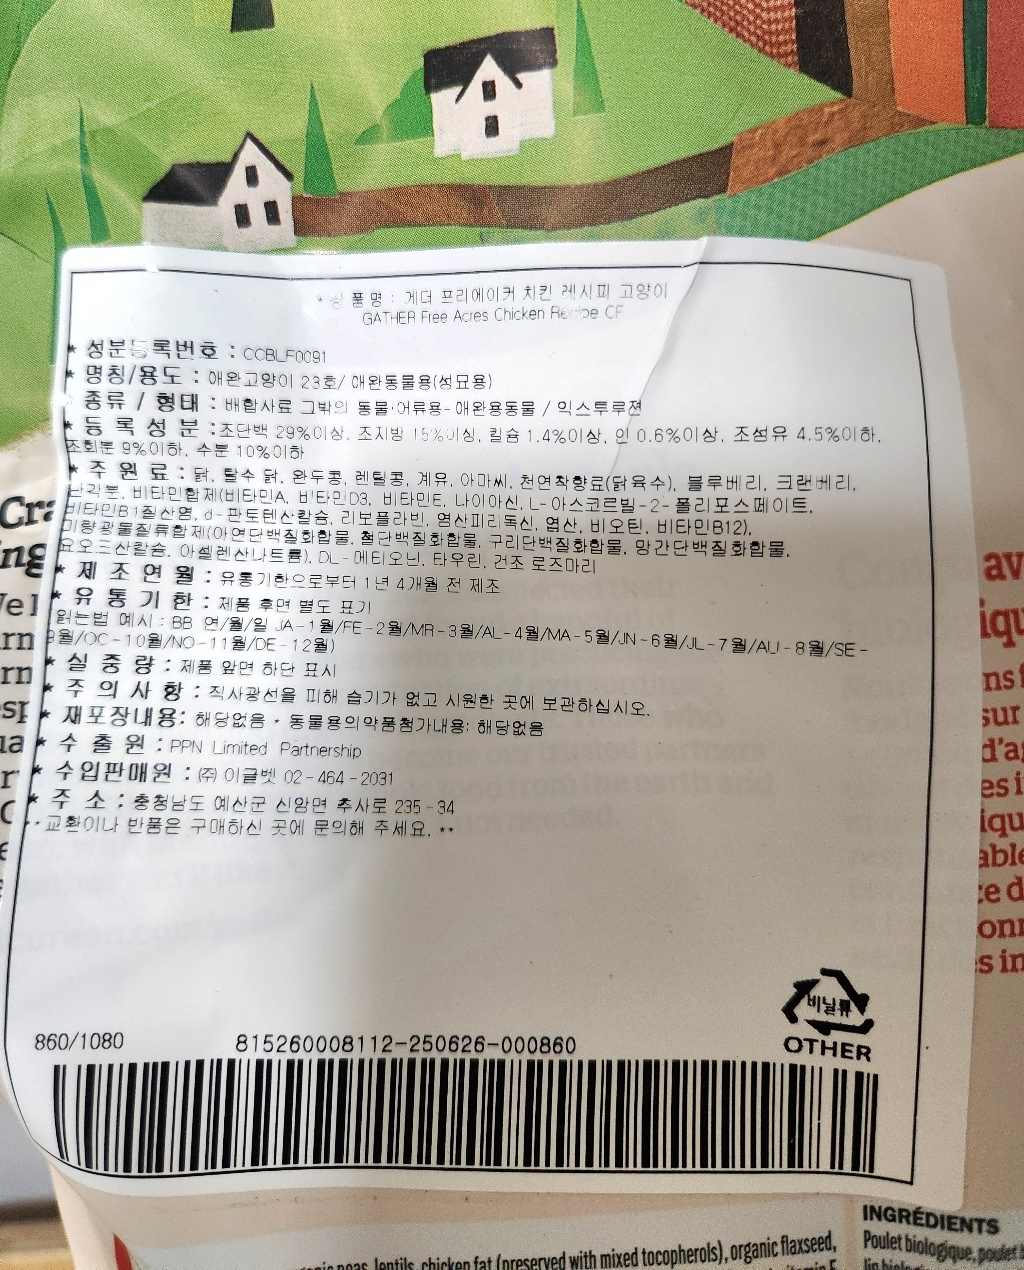 * 상 품 명 : 게더 프리에이커 치킨 레시피 고양이
GATHER Free Acres Chicken Recipe CF
* 성분등록번호 : CCBLF0091
* 명칭/용도 : 애완고양이 23호/ 애완동물용(성묘용)
* 종류 / 형태 : 배합사료 그밖의 동물·어류용-애완용동물 / 익스투루젼
* 등 록 성 분 :조단백 29%이상, 조지방 15%이상, 칼슘 1.4%이상, 인 0.6%이상, 조섬유 4.5%이하,
조회분 9%이하, 수분 10%이하
* 주 원 료 : 닭, 탈수 닭, 완두콩, 렌틸콩, 계유, 아마씨, 천연착향료(닭육수), 블루베리, 크랜베리,
난각분, 비타민합제(비타민A, 비타민D3, 비타민E, 나이아신, L-아스코르빌-2-폴리포스페이트,
비타민B1질산염, d-판토텐산칼슘, 리보플라빈, 염산피리독신, 엽산, 비오틴, 비타민B12),
미량광물질류합제(아연단백질화합물, 철단백질화합물, 구리단백질화합물, 망간단백질화합물,
요오드산칼슘, 아셀렌산나트륨), DL-메티오닌, 타우린, 건조 로즈마리
* 제 조 연 월 : 유통기한으로부터 1년 4개월 전 제조
* 유 통 기 한 : 제품 후면 별도 표기
(읽는법 예시 : BB 연/월/일 JA-1월/FE-2월/MR-3월/AL-4월/MA-5월/JN-6월/JL-7월/AU-8월/SE-
9월/OC-10월/NO-11월/DE-12월)
* 실 중 량 : 제품 앞면 하단 표시
* 주 의 사 항 : 직사광선을 피해 습기가 없고 시원한 곳에 보관하십시오.
* 재포장내용: 해당없음 * 동물용의약품첨가내용: 해당없음
* 수 출 원 : PPN Limited Partnership
* 수입판매원 : ㈜ 이글벳 02-464-2031
* 주 소 : 충청남도 예산군 신암면 추사로 235-34
**교환이나 반품은 구매하신 곳에 문의해 주세요. **
비닐류
OTHER
860/1080 815260008112-250626-000860
lentils, chicken fat (preserved with mixed tocopherols), organic flaxseed,
INGRÉDIENTS
Poulet biologique, poulet